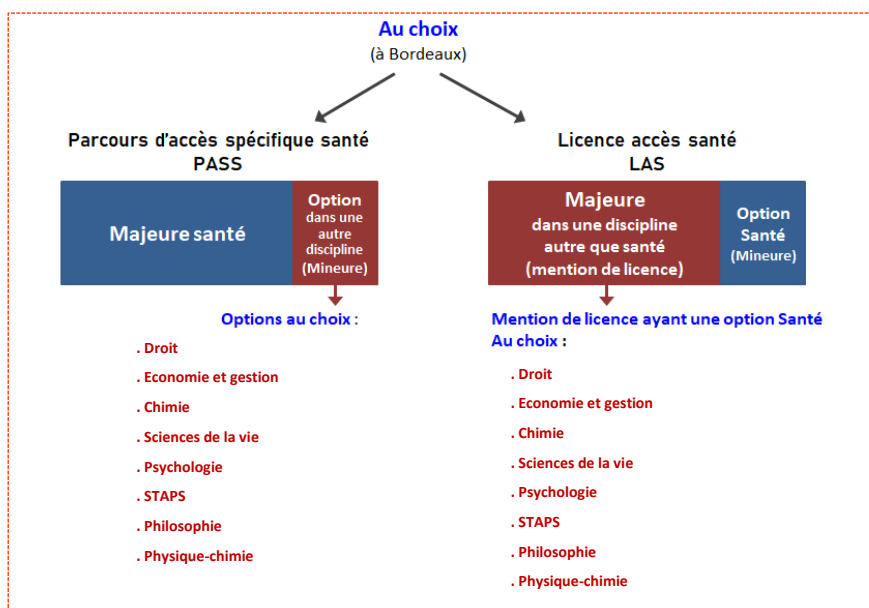 Au choix
(à Bordeaux)
Parcours d'accès spécifique santé
PASS
Majeure santé
Option
dans une
autre
discipline
(Mineure)
Options au choix :
. Droit
. Economie et gestion
. Chimie
. Sciences de la vie
. Psychologie
. STAPS
. Philosophie
. Physique-chimie
Licence accès santé
LAS
Majeure
dans une discipline
autre que santé
(mention de licence)
Option
Santé
(Mineure)
Mention de licence ayant une option Santé
Au choix :
. Droit
. Economie et gestion
. Chimie
. Sciences de la vie
. Psychologie
. STAPS
. Philosophie
. Physique-chimie